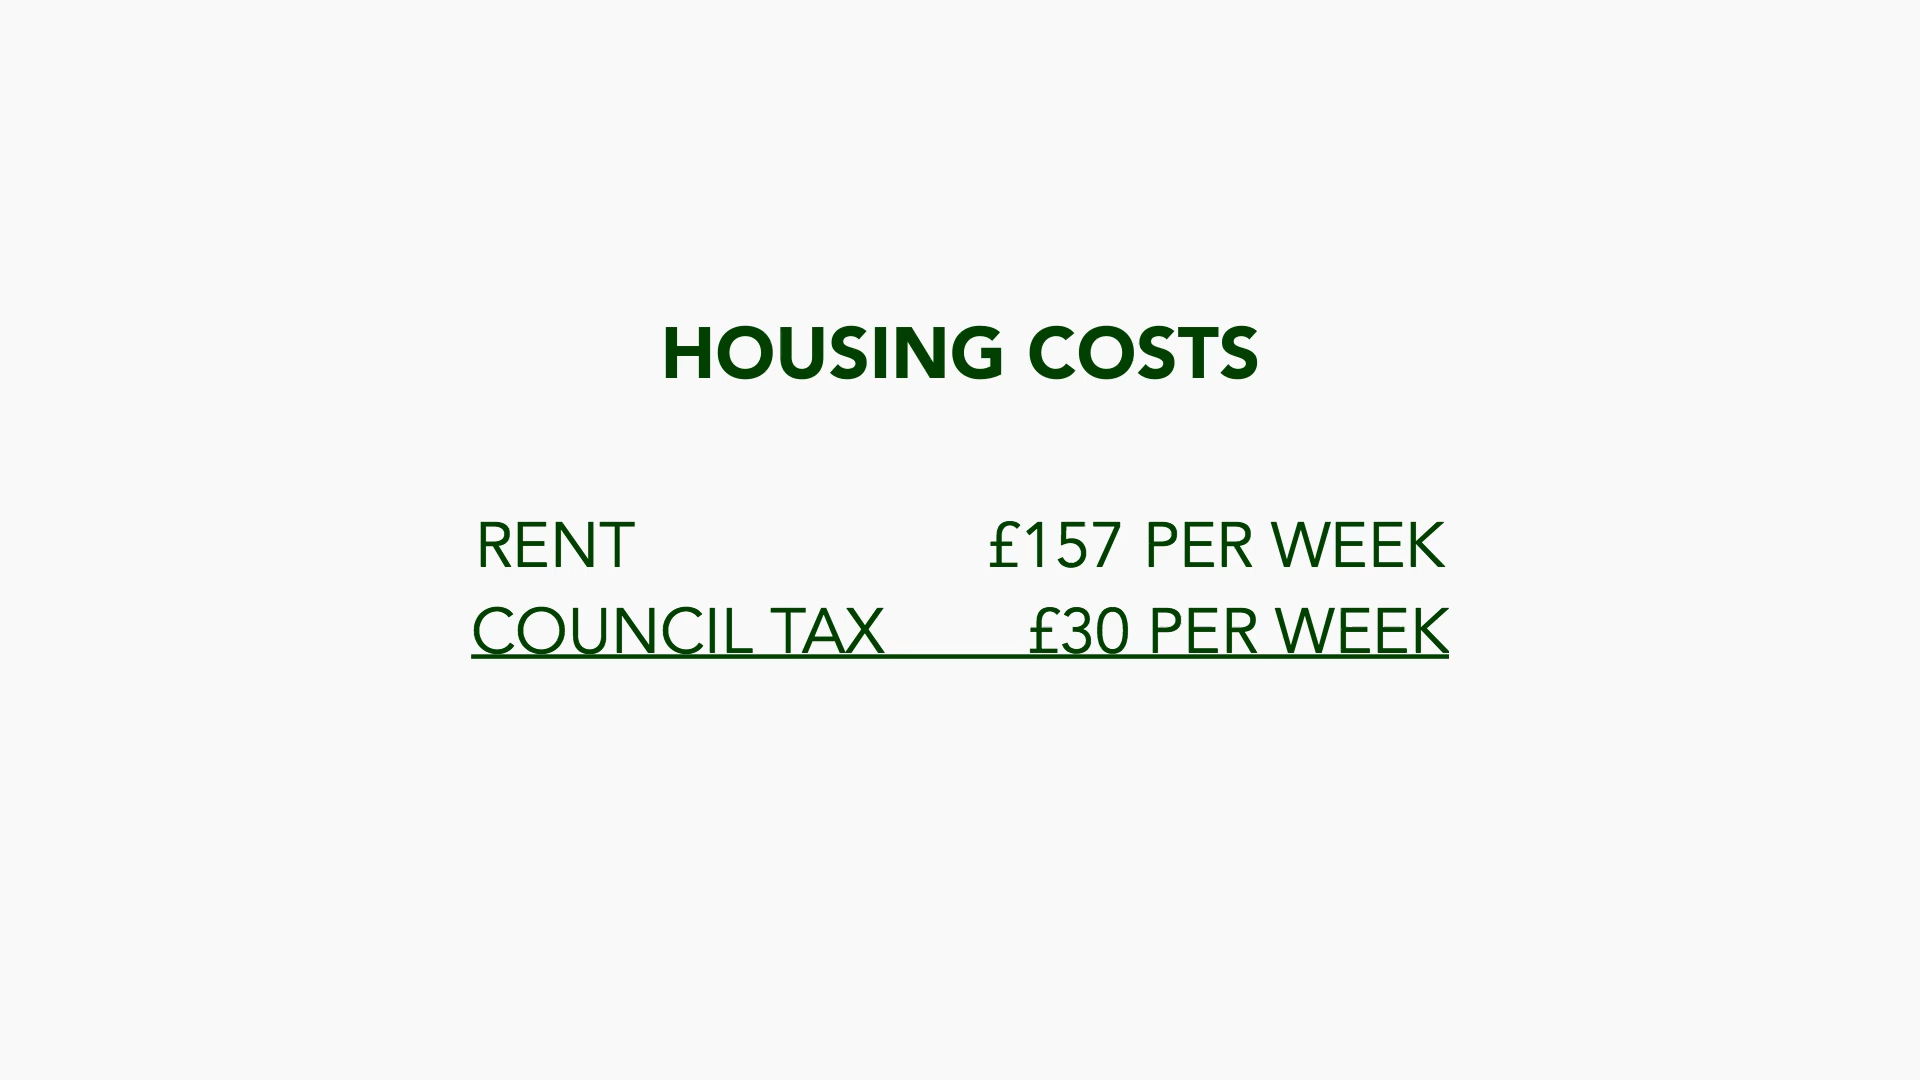 HOUSING COSTS
RENT £157 PER WEEK
COUNCIL TAX £30 PER WEEK